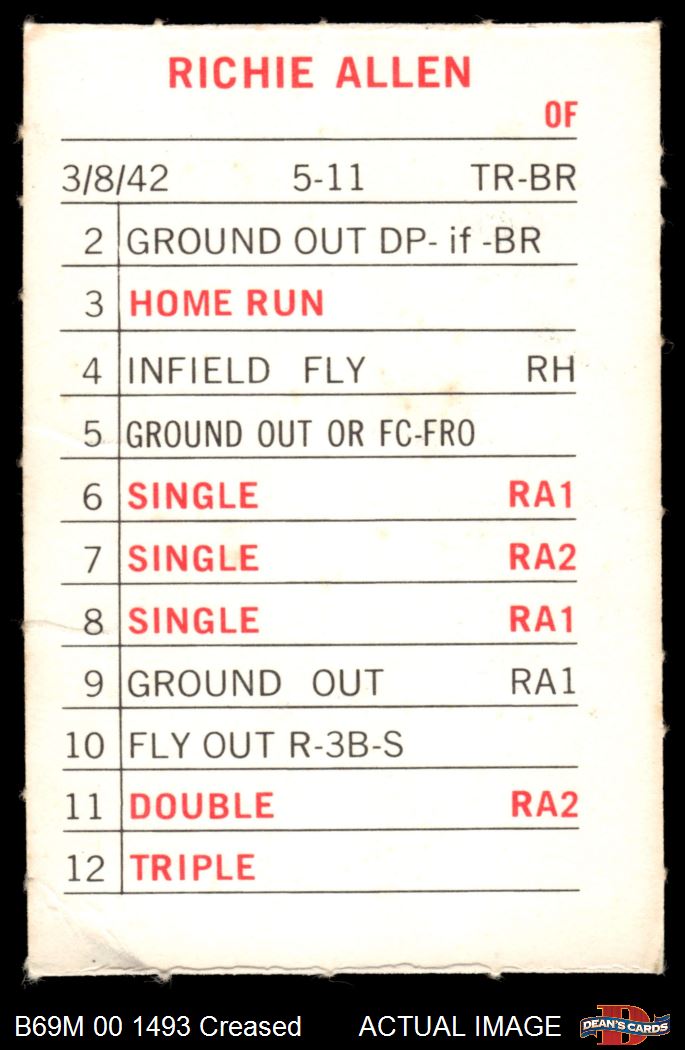 RICHIE ALLEN
OF
3/8/42 5-11 TR-BR
2 GROUND OUT DP- if -BR
3 HOME RUN
4 INFIELD FLY RH
5 GROUND OUT OR FC-FRO
6 SINGLE RA1
7 SINGLE RA2
8 SINGLE RA1
9 GROUND OUT RA1
10 FLY OUT R-3B-S
11 DOUBLE RA2
12 TRIPLE
B69M 00 1493 Creased ACTUAL IMAGE
D
DEAN'S CARDS